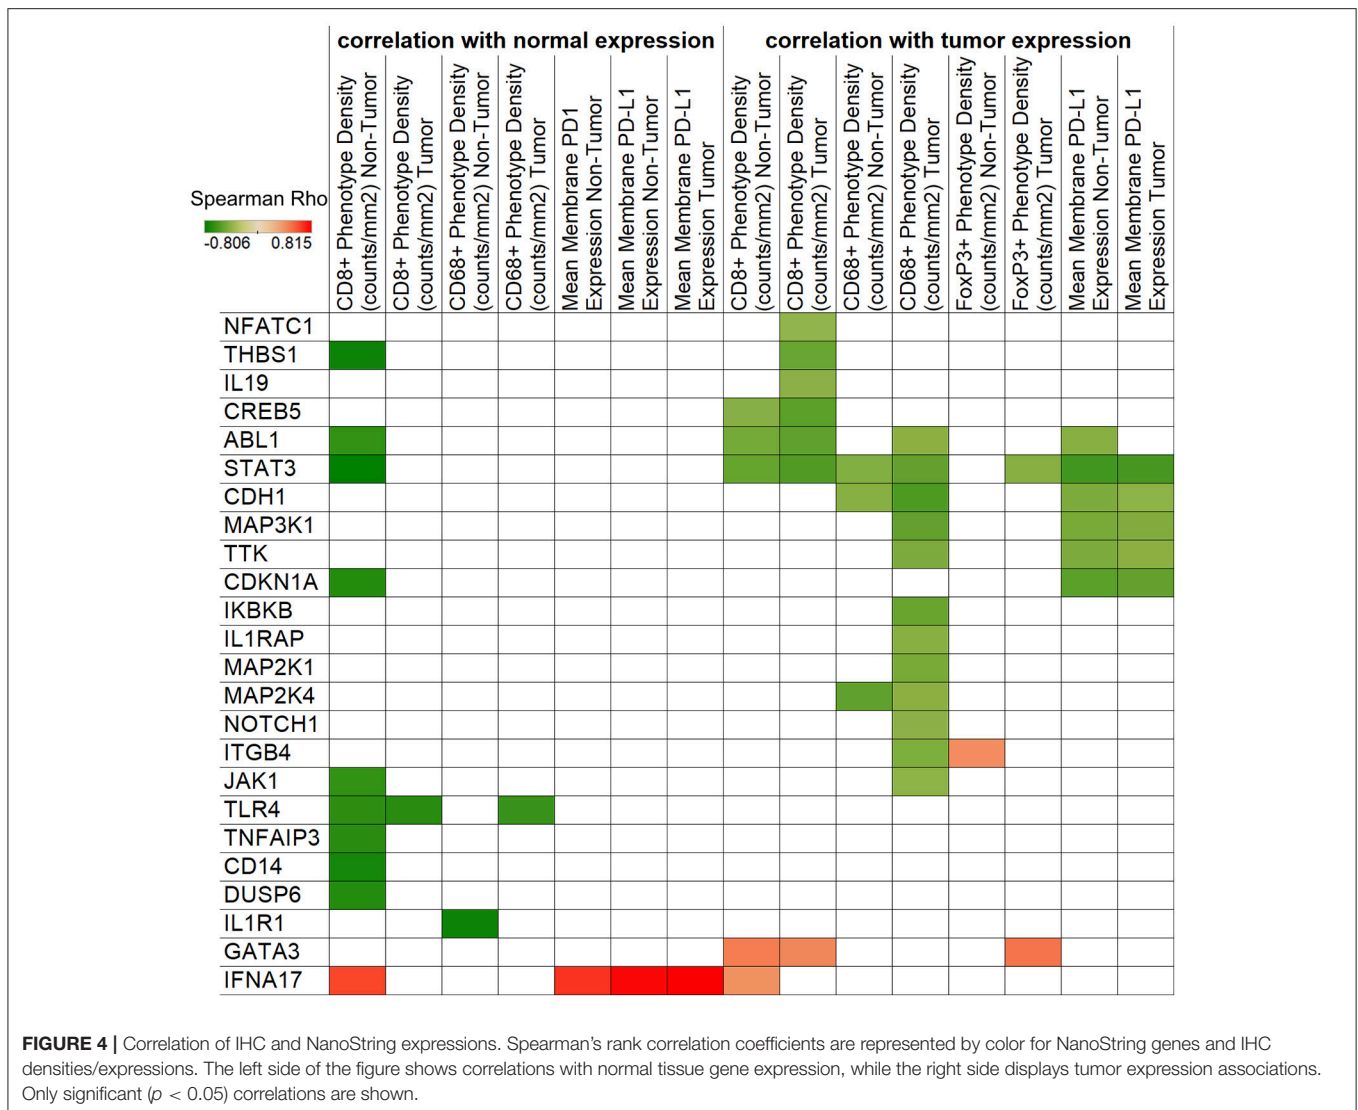 correlation with normal expression
correlation with tumor expression
CD8+ Phenotype Density
(counts/mm2) Non-Tumor
CD8+ Phenotype Density
(counts/mm2) Tumor
CD68+ Phenotype Density
(counts/mm2) Non-Tumor
CD68+ Phenotype Density
(counts/mm2) Tumor
Mean Membrane PD1
Expression Non-Tumor
Mean Membrane PD-L1
Expression Non-Tumor
Mean Membrane PD-L1
Expression Tumor
CD8+ Phenotype Density
(counts/mm2) Non-Tumor
CD8+ Phenotype Density
(counts/mm2) Tumor
CD68+ Phenotype Density
(counts/mm2) Non-Tumor
CD68+ Phenotype Density
(counts/mm2) Tumor
FoxP3+ Phenotype Density
(counts/mm2) Non-Tumor
FoxP3+ Phenotype Density
(counts/mm2) Tumor
Mean Membrane PD-L1
Expression Non-Tumor
Mean Membrane PD-L1
Expression Tumor
Spearman Rho
-0.806 0.815
NFATC1
THBS1
IL19
CREB5
ABL1
STAT3
CDH1
MAP3K1
TTK
CDKN1A
IKBKB
IL1RAP
MAP2K1
MAP2K4
NOTCH1
ITGB4
JAK1
TLR4
TNFAIP3
CD14
DUSP6
IL1R1
GATA3
IFNA17
FIGURE 4 | Correlation of IHC and NanoString expressions. Spearman's rank correlation coefficients are represented by color for NanoString genes and IHC
densities/expressions. The left side of the figure shows correlations with normal tissue gene expression, while the right side displays tumor expression associations.
Only significant (p < 0.05) correlations are shown.